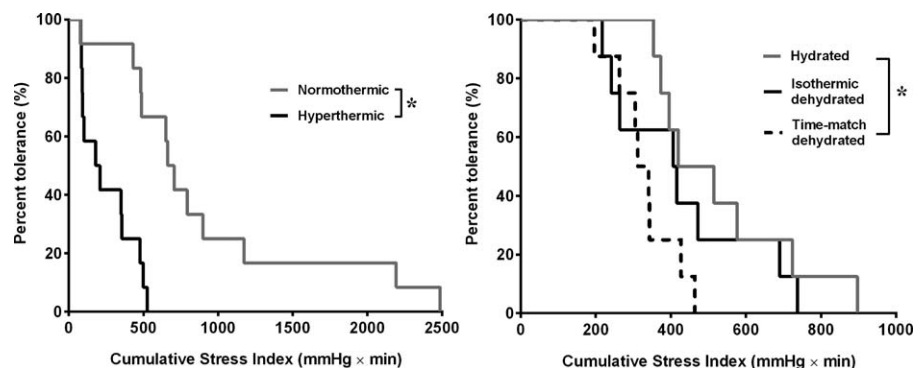 Percent tolerance (%)
100
80
60
40
20
0
Normothermic
Hyperthermic
*
0
500
1000
1500
2000
2500
Cumulative Stress Index (mmHg × min)
Percent tolerance (%)
100
80
60
40
20
0
Hydrated
Isothermic
dehydrated
Time-match
dehydrated
*
0
200
400
600
800
1000
Cumulative Stress Index (mmHg × min)